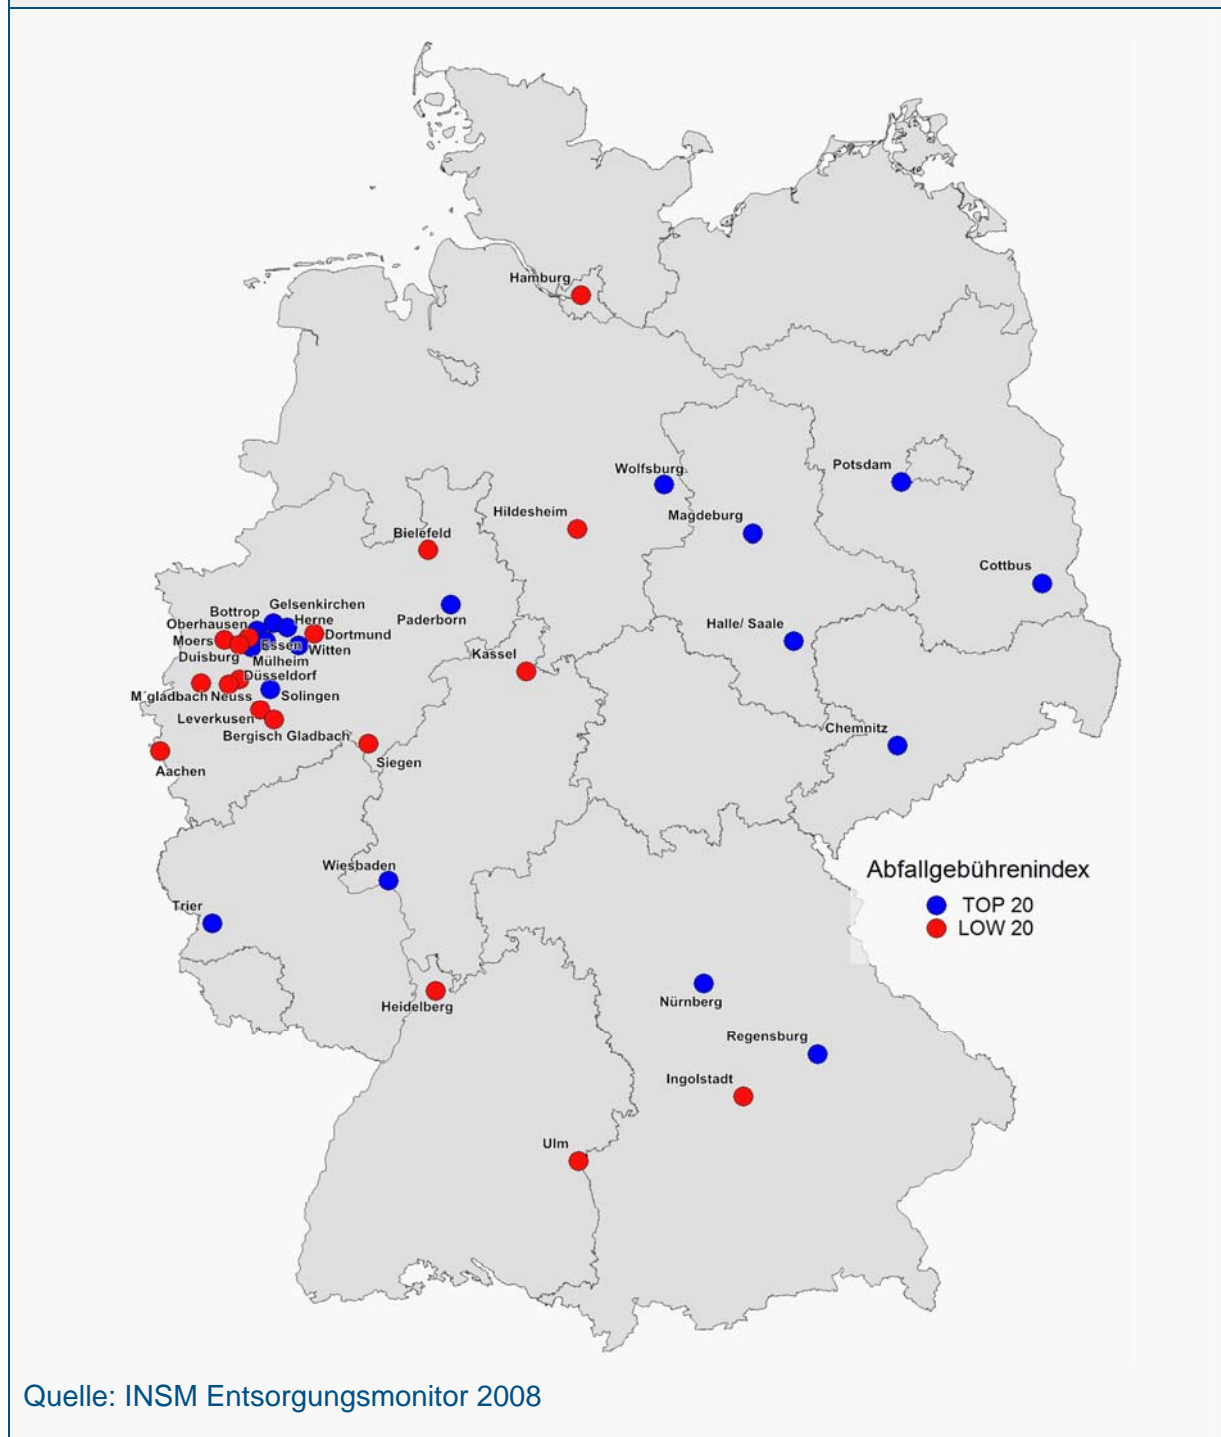 Hamburg
Wolfsburg
Potsdam
Hildesheim
Magdeburg
Bielefeld
Cottbus
Gelsenkirchen
Bottrop
Herne
Paderborn
Oberhausen
Halle/ Saale
Dortmund
Moers
Essen
Witten
Duisburg
Mülheim
Kassel
Düsseldorf
M´gladbach
Neuss
Solingen
Leverkusen
Chemnitz
Bergisch Gladbach
Siegen
Aachen
Wiesbaden
Abfallgebührenindex
TOP 20
LOW 20
Trier
Nürnberg
Heidelberg
Regensburg
Ingolstadt
Ulm
Quelle: INSM Entsorgungsmonitor 2008